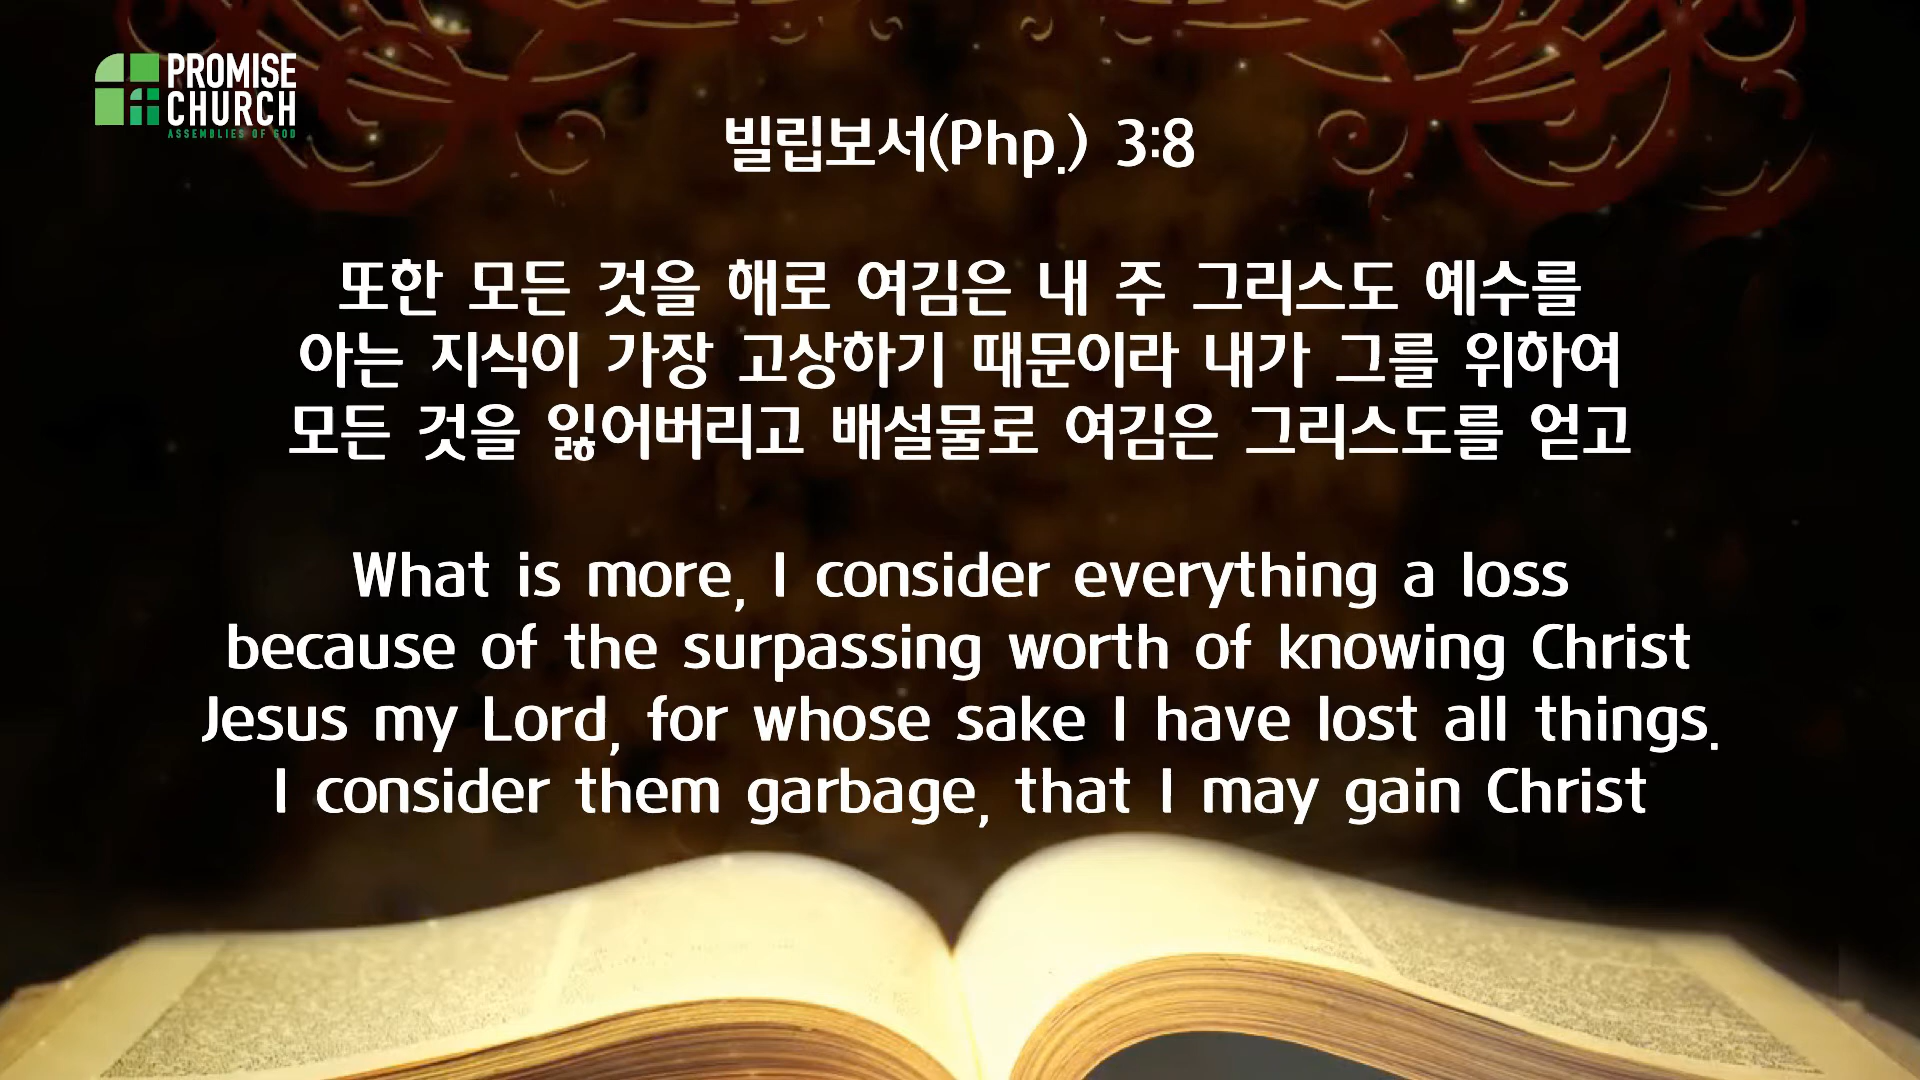 PROMISE
CHURCH
ASSEMBLIES OF GOD
빌립보서(Php.) 3:8
또한 모든 것을 해로 여김은 내 주 그리스도 예수를
아는 지식이 가장 고상하기 때문이라 내가 그를 위하여
모든 것을 잃어버리고 배설물로 여김은 그리스도를 얻고
What is more, I consider everything a loss
because of the surpassing worth of knowing Christ
Jesus my Lord, for whose sake I have lost all things.
I consider them garbage, that I may gain Christ